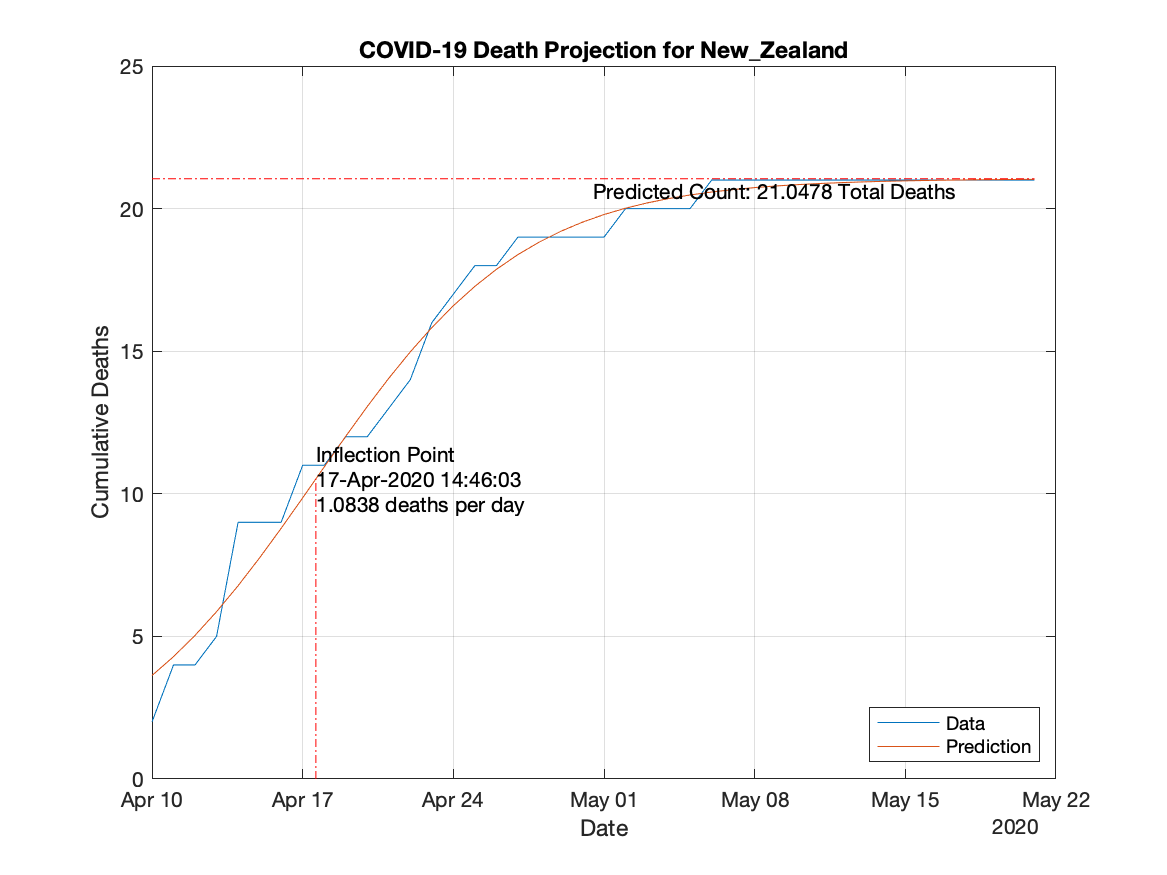 COVID-19 Death Projection for New_Zealand
25
Predicted Count: 21.0478 Total Deaths
20
15
Cumulative Deaths
Inflection Point
17-Apr-2020 14:46:03
1.0838 deaths per day
10
5
Data
Prediction
0
Apr 10 Apr 17 Apr 24 May 01 May 08 May 15 May 22
Date
2020